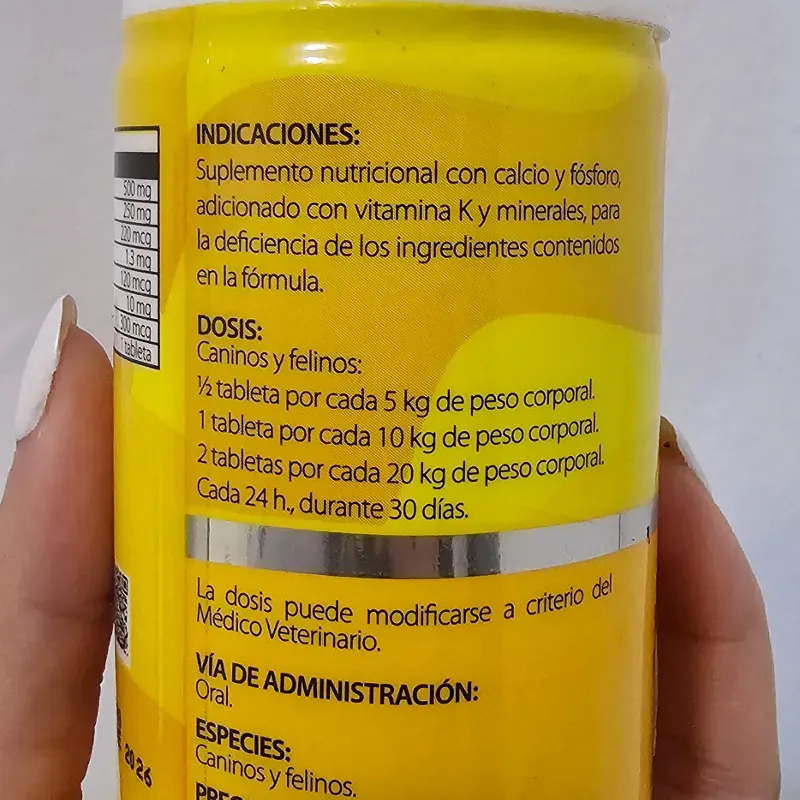 500 mg
250 mg
220 mcg
1.3 mg
120 mcg
10 mg
300 mcg
1 tableta
2026
INDICACIONES:
Suplemento nutricional con calcio y fósforo,
adicionado con vitamina K y minerales, para
la deficiencia de los ingredientes contenidos
en la fórmula.
DOSIS:
Caninos y felinos:
½ tableta por cada 5 kg de peso corporal.
1 tableta por cada 10 kg de peso corporal.
2 tabletas por cada 20 kg de peso corporal.
Cada 24 h., durante 30 días.
La dosis puede modificarse a criterio del
Médico Veterinario.
VÍA DE ADMINISTRACIÓN:
Oral.
ESPECIES:
Caninos y felinos.